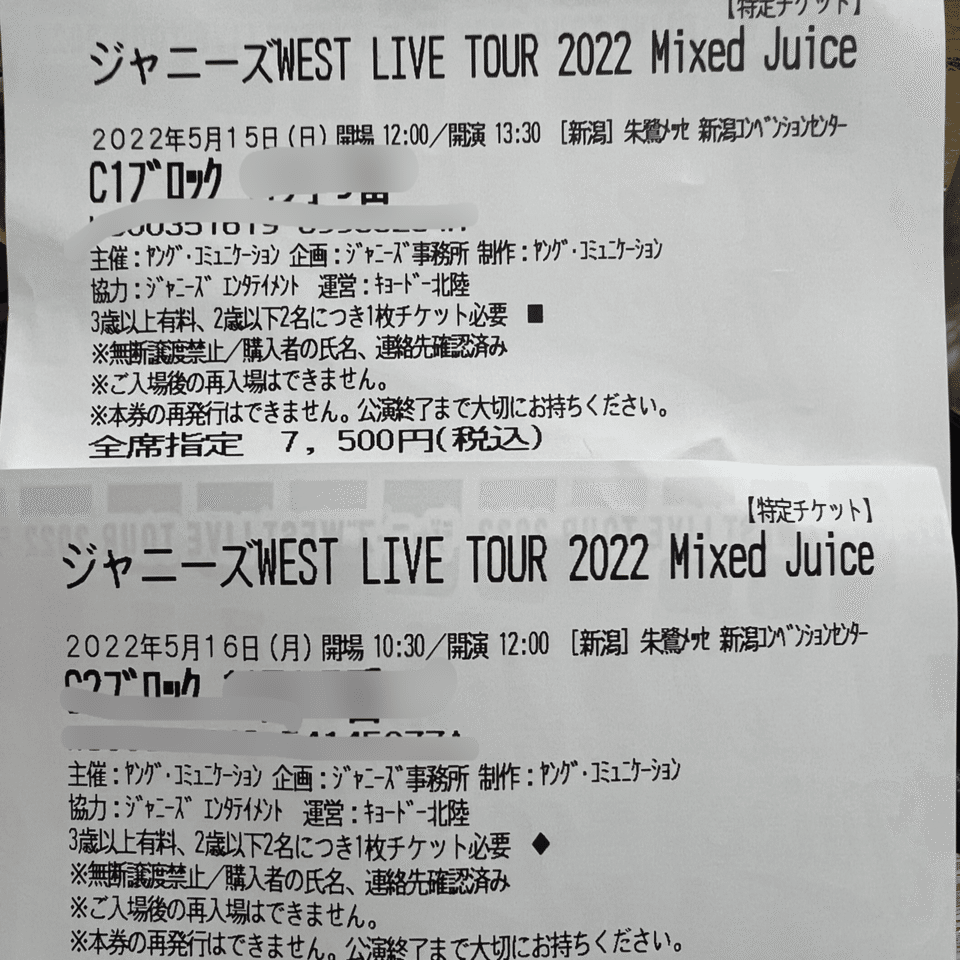 【特定チケット】
ジャニーズWEST LIVE TOUR 2022 Mixed Juice
2022年5月15日(日) 開場 12:00/開演 13:30 [新潟] 朱鷺メッセ 新潟コンベンションセンター
C1ブロック
主催:ヤング・コミュニケーション 企画:ジャニーズ事務所 制作:ヤング・コミュニケーション
協力:ジャニーズ エンタテイメント 運営:キョードー北陸
3歳以上有料、2歳以下2名につき1枚チケット必要 ■
※無断譲渡禁止/購入者の氏名、連絡先確認済み
※ご入場後の再入場はできません。
※本券の再発行はできません。公演終了まで大切にお持ちください。
全席指定 7,500円(税込)
【特定チケット】
ジャニーズWEST LIVE TOUR 2022 Mixed Juice
2022年5月16日(月) 開場 10:30/開演 12:00 [新潟] 朱鷺メッセ 新潟コンベンションセンター
C2ブロック
主催:ヤング・コミュニケーション 企画:ジャニーズ事務所 制作:ヤング・コミュニケーション
協力:ジャニーズ エンタテイメント 運営:キョードー北陸
3歳以上有料、2歳以下2名につき1枚チケット必要 ◆
※無断譲渡禁止/購入者の氏名、連絡先確認済み
※ご入場後の再入場はできません。
※本券の再発行はできません。公演終了まで大切にお持ちください。